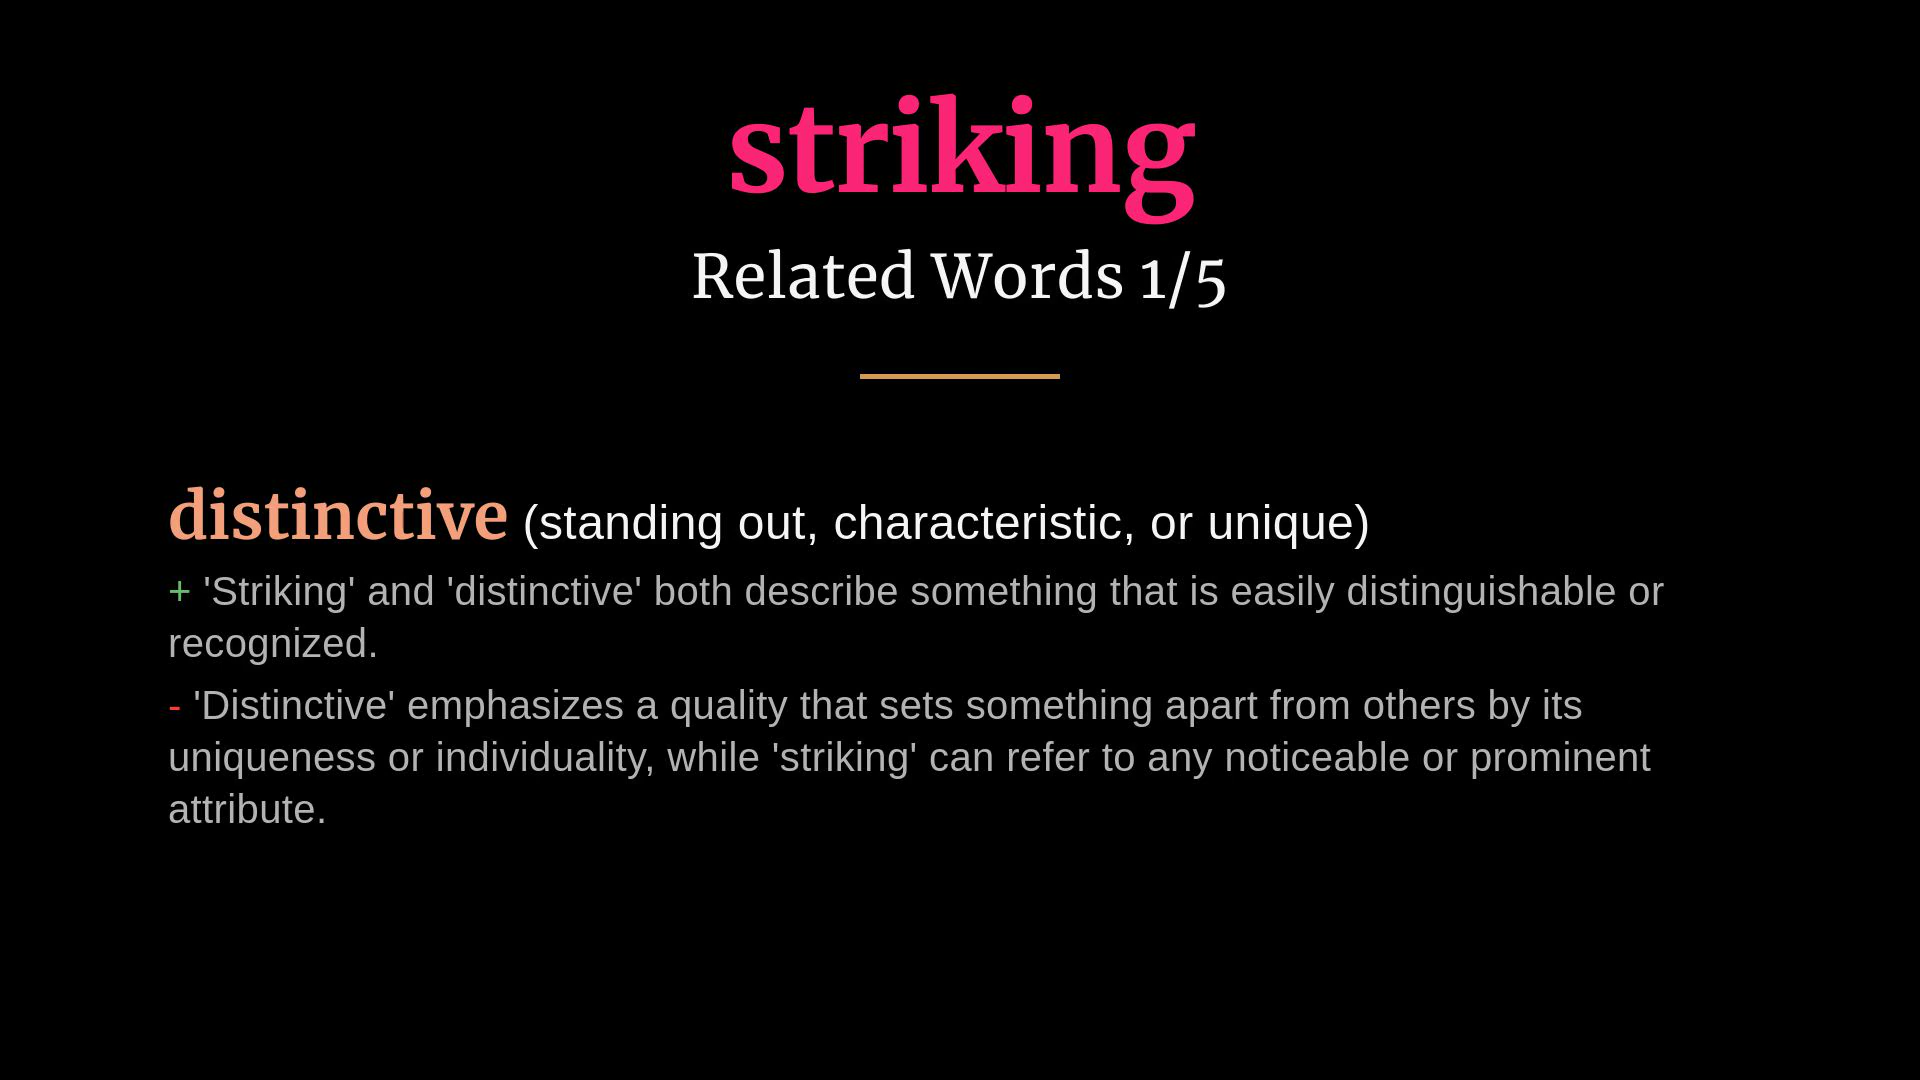 striking
Related Words 1/5
distinctive (standing out, characteristic, or unique)
+ 'Striking' and 'distinctive' both describe something that is easily distinguishable or
recognized.
- 'Distinctive' emphasizes a quality that sets something apart from others by its
uniqueness or individuality, while 'striking' can refer to any noticeable or prominent
attribute.